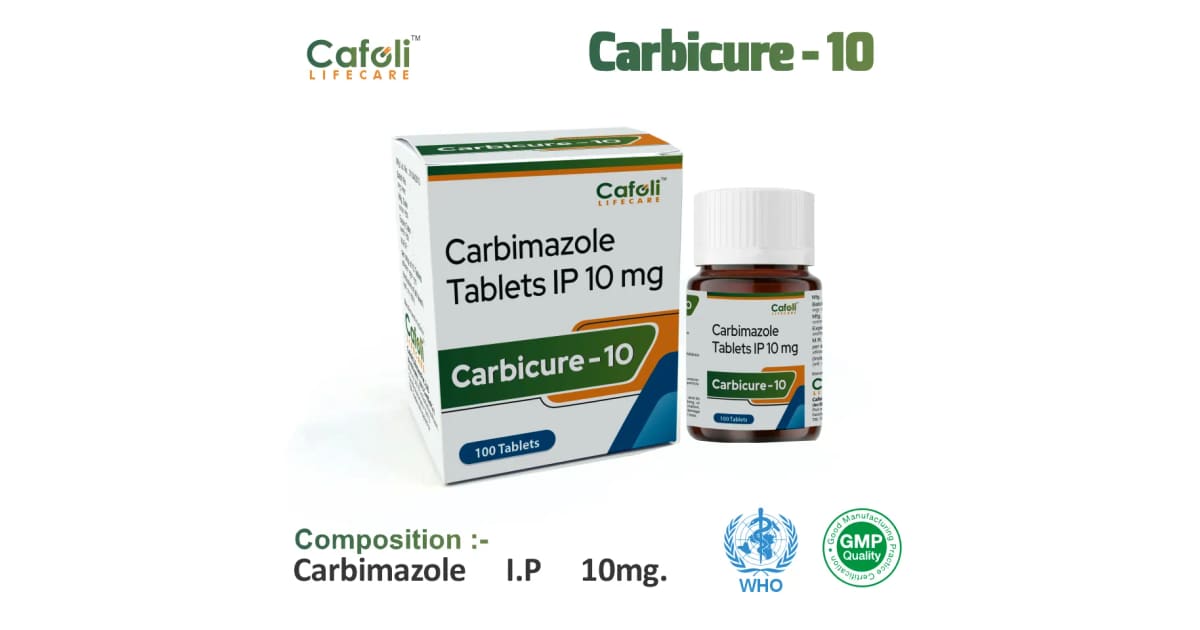 Cafoli™
LIFECARE
Carbicure - 10
Carbicure-10
Cafoli™
LIFECARE
Carbimazole
Tablets IP 10 mg
Carbicure-10
100 Tablets
Cafoli
Cafoli
LIFECARE
Carbimazole
Tablets IP 10 mg
Carbicure-10
100 Tablets
Composition :-
Carbimazole I.P 10mg.
WHO
Good Manufacturing Practice Certification
GMP
Quality